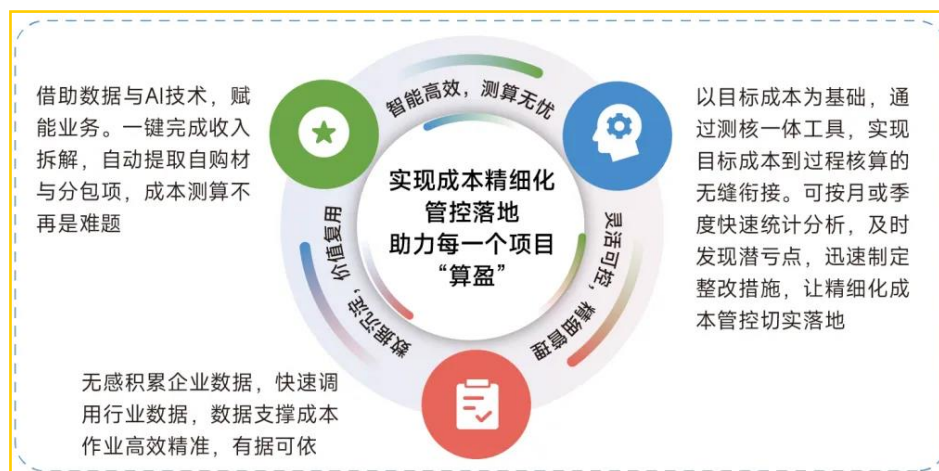 智能高效，测算无忧
灵活可控，精细管理
数据沉淀，价值复用
实现成本精细化
管控落地
助力每一个项目
“算盈”
借助数据与AI技术，赋
能业务。一键完成收入
拆解，自动提取自购材
与分包项，成本测算不
再是难题
以目标成本为基础，通
过测核一体工具，实现
目标成本到过程核算的
无缝衔接。可按月或季
度快速统计分析，及时
发现潜亏点，迅速制定
整改措施，让精细化成
本管控切实落地
无感积累企业数据，快速调
用行业数据，数据支撑成本
作业高效精准，有据可依